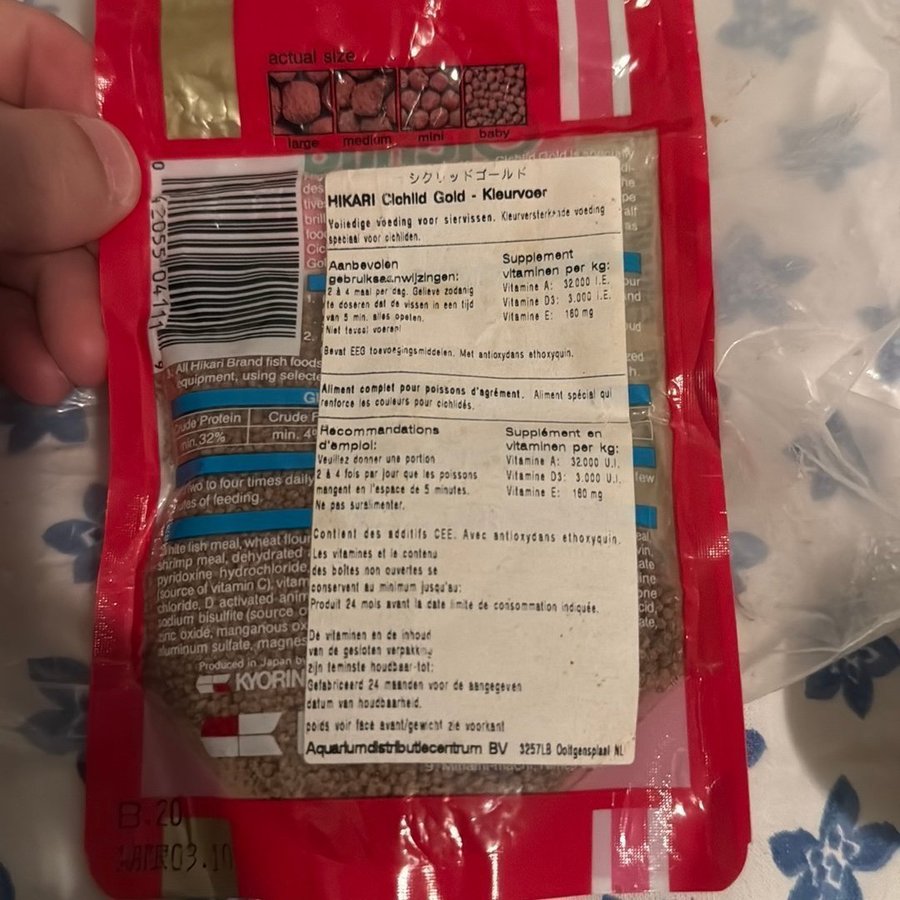 actual size
large medium mini baby
0 42055 04111 9
シクリッドゴールド
HIKARI Cichlid Gold - Kleurvoer
Volledige voeding voor siervissen. Kleurversterkende voeding
speciaal voor cichliden.
Aanbevolen
gebruiksaanwijzingen:
2 à 4 maal per dag. Gelieve zodanig
te doseren dat de vissen in een tijd
van 5 min. alles opeten.
Niet teveel voeren!
Supplement
vitaminen per kg:
Vitamine A: 32.000 I.E.
Vitamine D3: 3.000 I.E.
Vitamine E: 160 mg
Bevat EEG toevoegingsmiddelen. Met antioxydans ethoxyquin.
Aliment complet pour poissons d'agrément. Aliment spécial qui
renforce les couleurs pour cichlidés.
Recommandations
d'emploi:
Veuillez donner une portion
2 à 4 fois par jour que les poissons
mangent en l'espace de 5 minutes.
Ne pas suralimenter.
Supplément en
vitaminen per kg:
Vitamine A: 32.000 U.I.
Vitamine D3: 3.000 U.I.
Vitamine E: 160 mg
Contient des additifs CEE. Avec antioxydans ethoxyquin.
Les vitamines et le contenu
des boîtes non ouvertes se
conservent au minimum jusqu'au:
Produit 24 mois avant la date limite de consommation indiquée.
De vitaminen en de inhoud
van de gesloten verpakking
zijn teminste houdbaar tot:
Gefabriceerd 24 maanden voor de aangegeven
datum van houdbaarheid.
poids voir face avant/gewicht zie voorkant
Aquariumdistributiecentrum BV 3257LB Ooltgensplaat NL
All Hikari Brand fish foods
equipment, using
Protein Crude
min. 32% min.
two to four times daily few
of feeding.
white fish meal, wheat flour
shrimp meal, dehydrated
pyridoxine hydrochloride,
(source of vitamin C),
chloride, D activated
sodium bisulfite (source
zinc oxide, manganous
aluminum sulfate,
Produced in Japan by
KYORIN
B.20
03.10